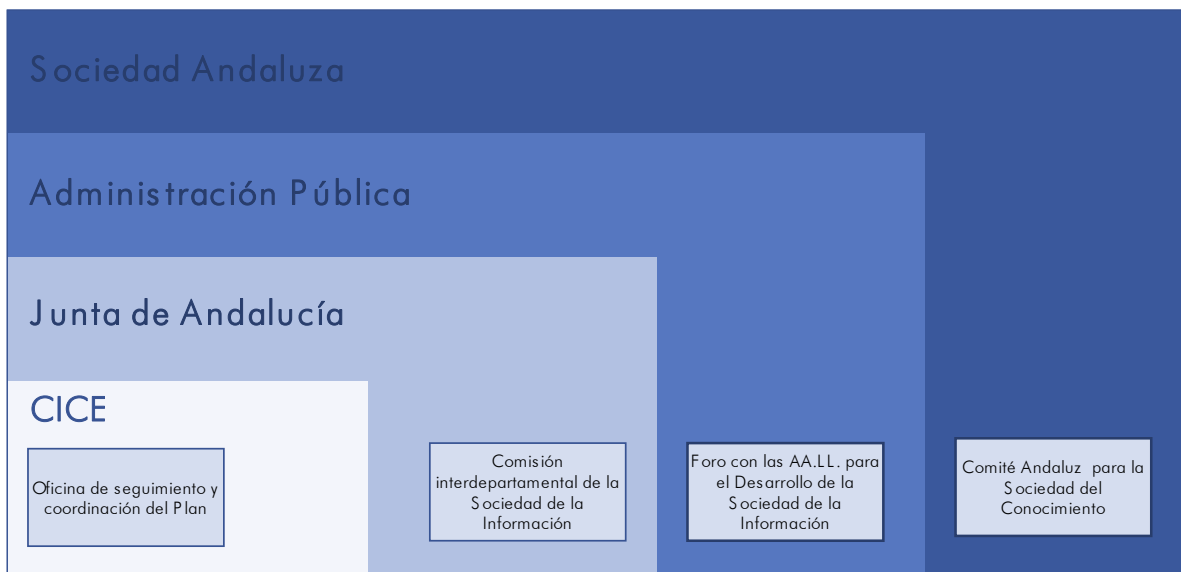 Sociedad Andaluza
Administración Pública
Junta de Andalucía
CICE
Oficina de seguimiento y
coordinación del Plan
Comisión
interdepartamental de la
Sociedad de la
Información
Foro con las AA.LL. para
el Desarrollo de la
Sociedad de la
Información
Comité Andaluz para la
Sociedad del
Conocimiento